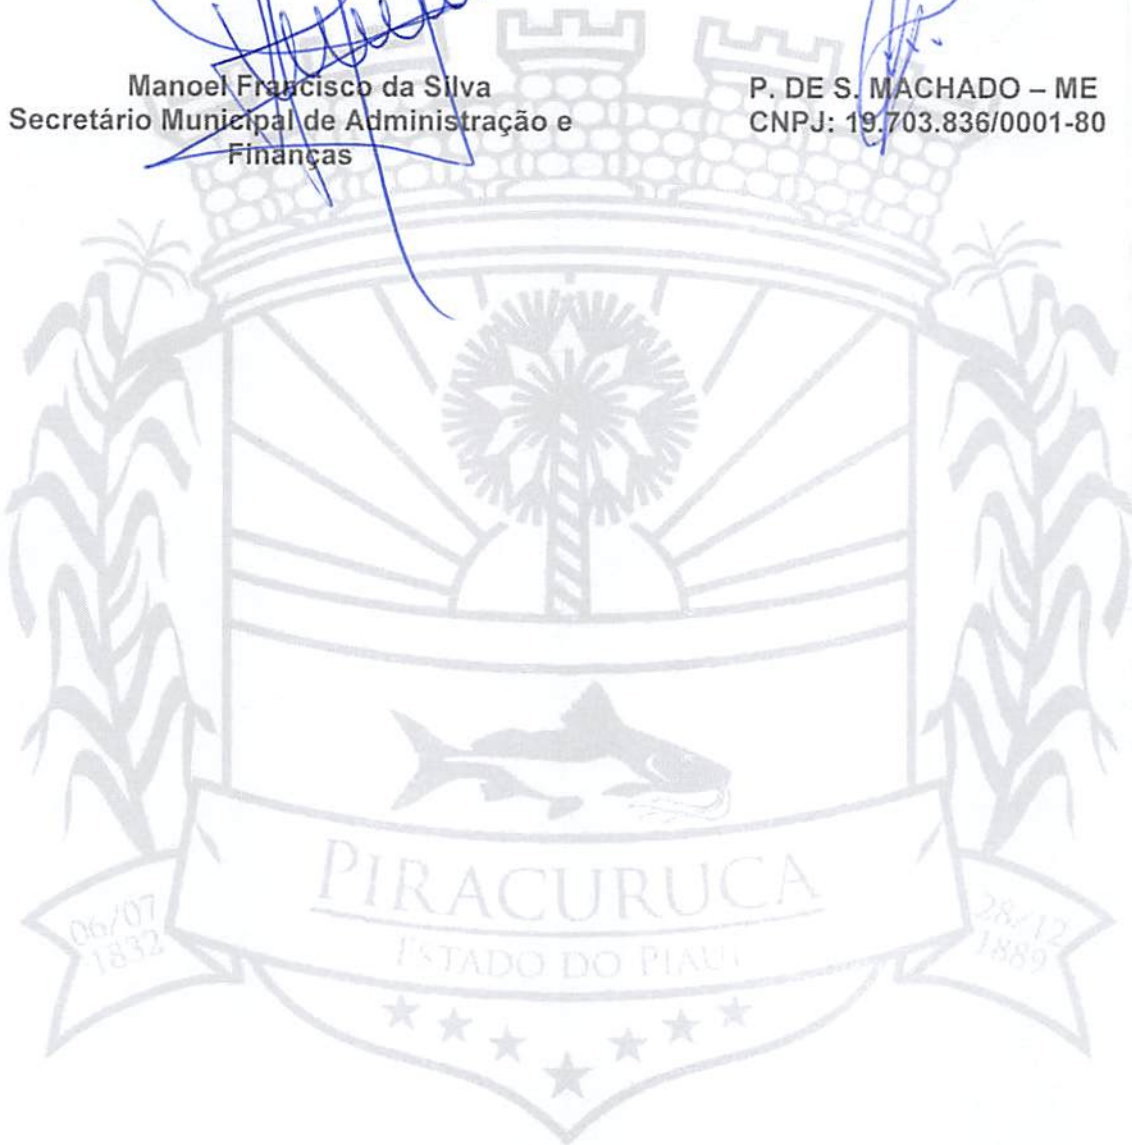 Manoel Francisco da Silva
Secretário Municipal de Administração e
Finanças
P. DE S. MACHADO – ME
CNPJ: 19.703.836/0001-80
PIRACURUCA
ESTADO DO PIAUÍ
06/07
1832
28/12
1889